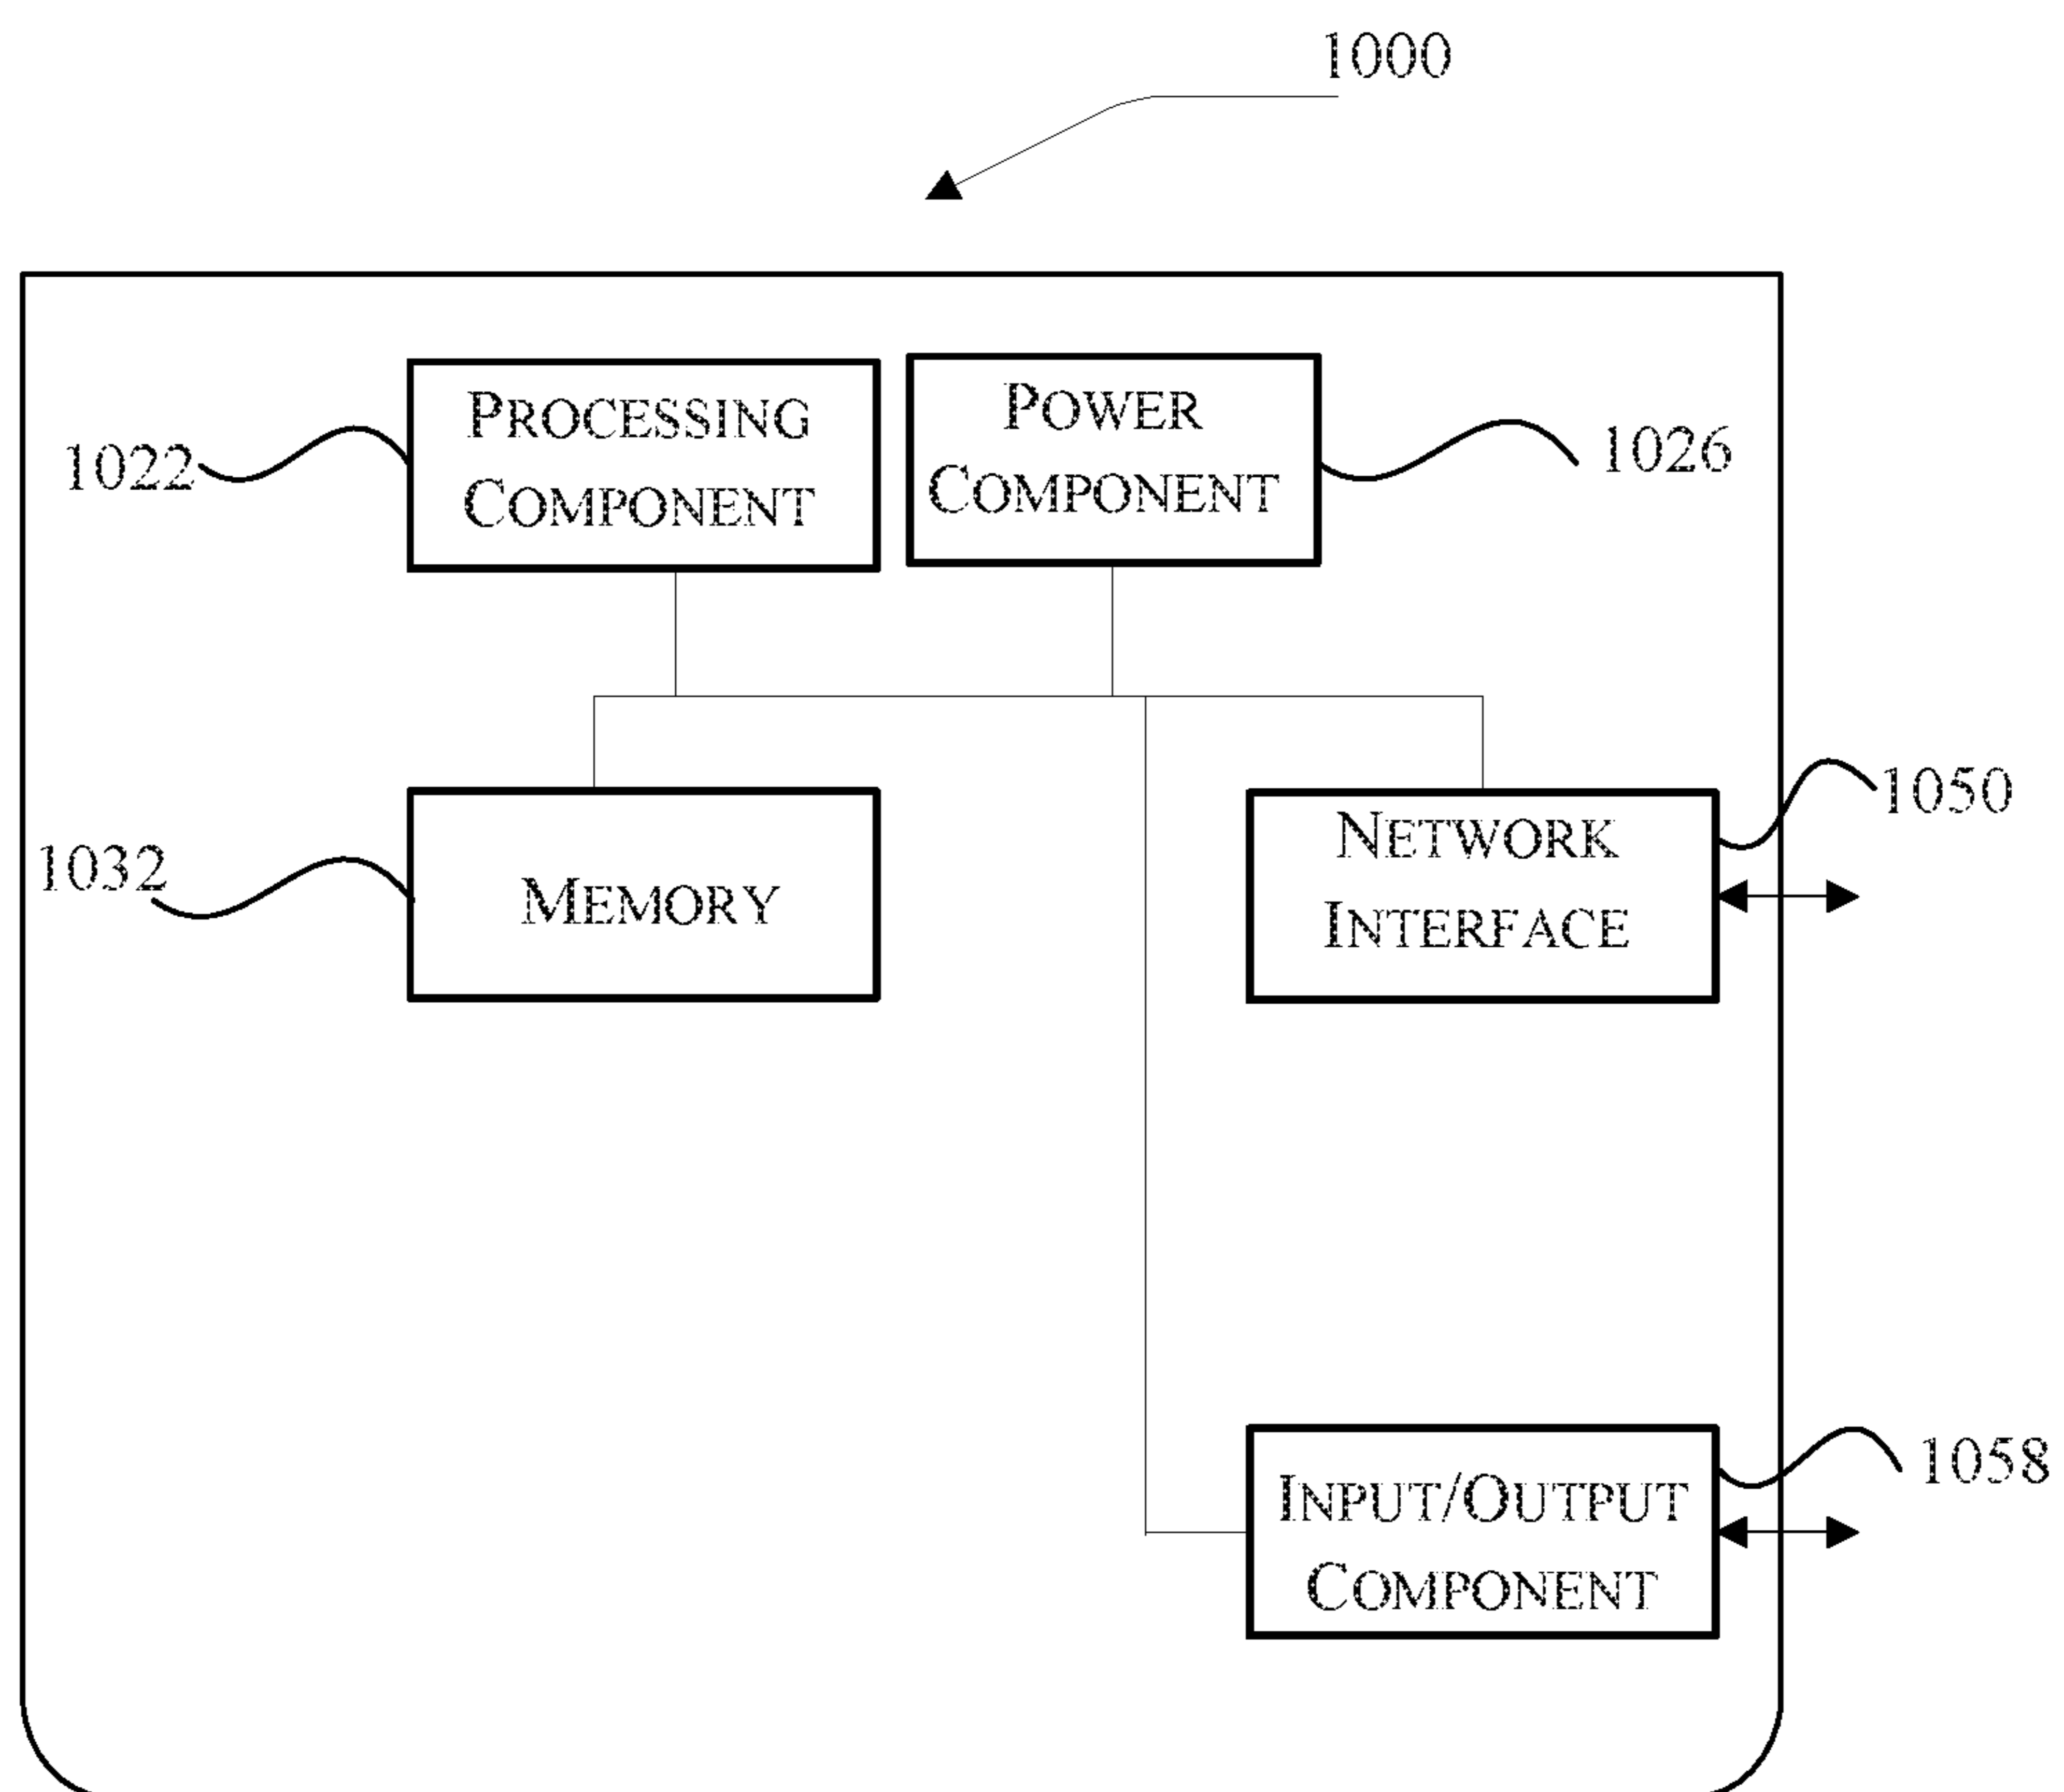 1000
PROCESSING
COMPONENT
POWER
COMPONENT
1022
1026
1050
1032
MEMORY
NETWORK
INTERFACE
1058
INPUT/OUTPUT
COMPONENT